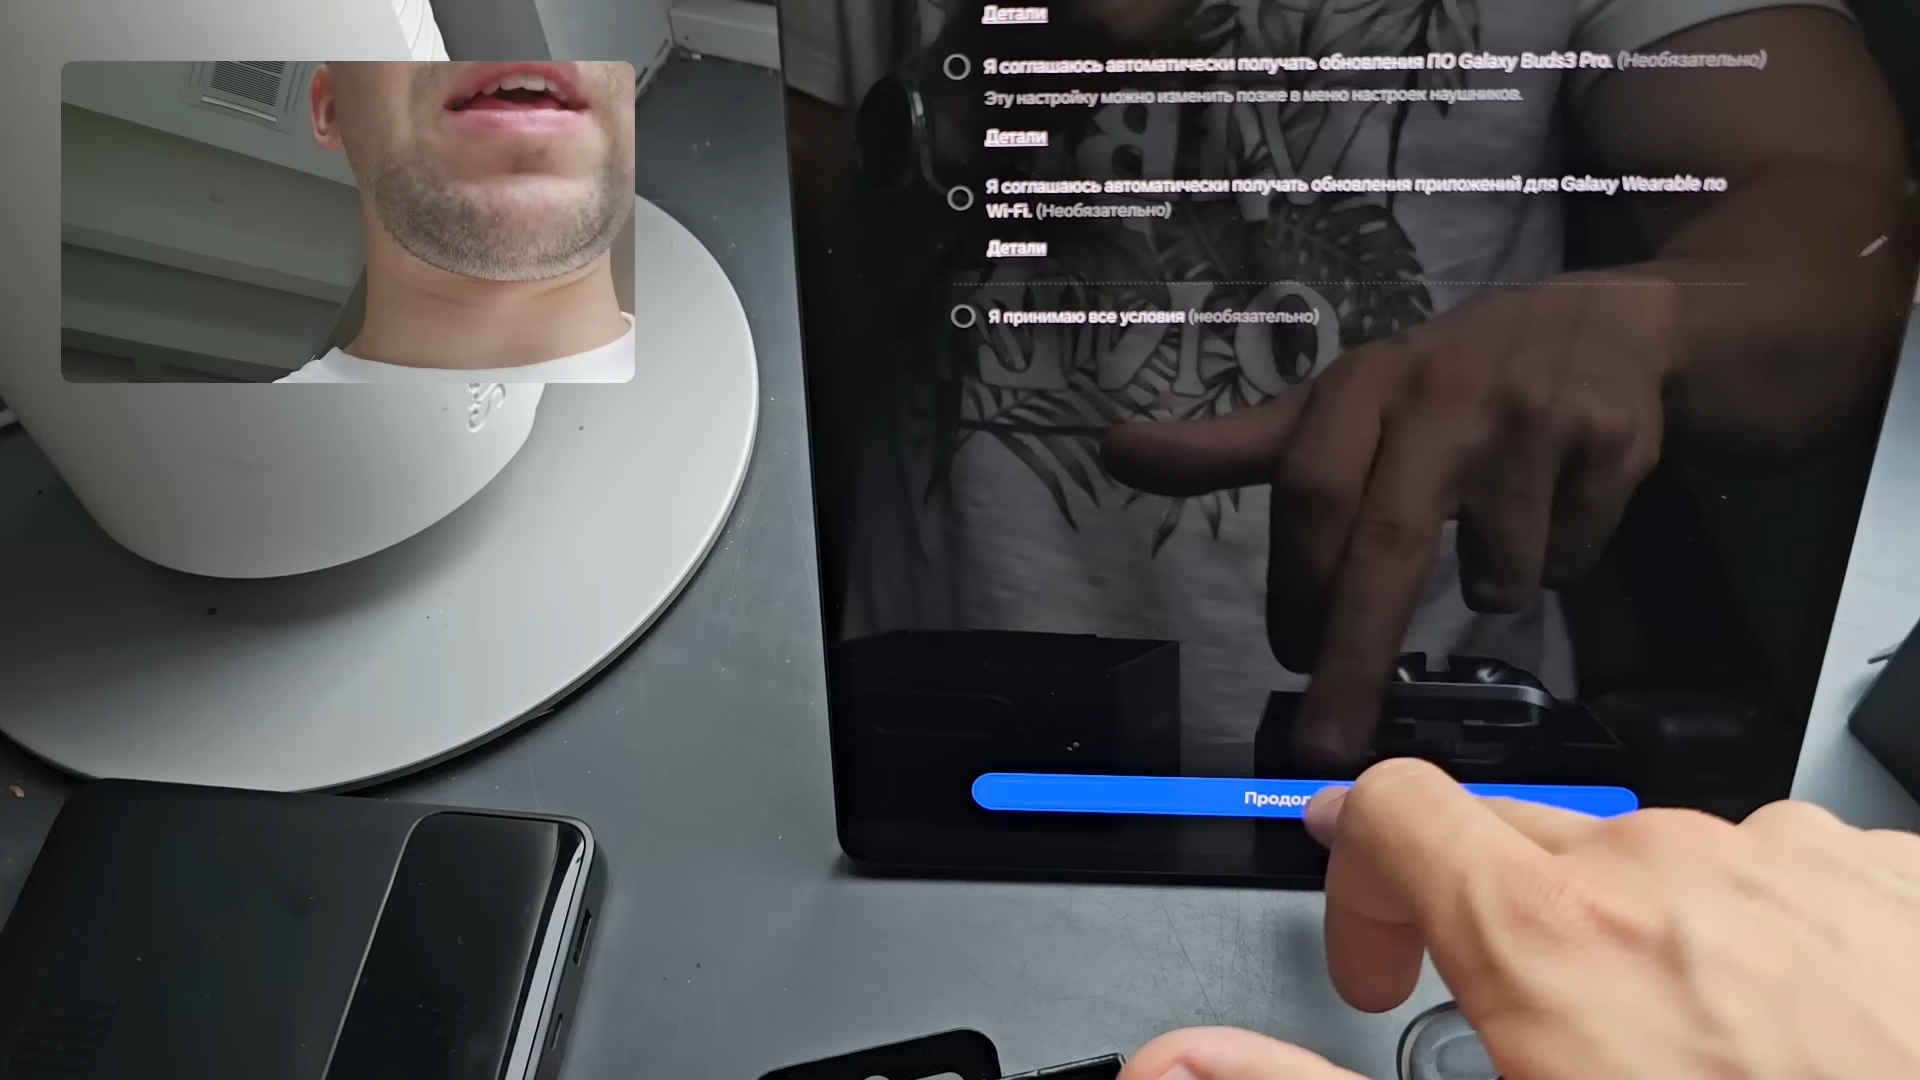 Детали
Я соглашаюсь автоматически получать обновления ПО Galaxy Buds3 Pro. (Необязательно)
Эту настройку можно изменить позже в меню настроек наушников.
Детали
Я соглашаюсь автоматически получать обновления приложений для Galaxy Wearable по
Wi-Fi. (Необязательно)
Детали
Я принимаю все условия (необязательно)
Продол